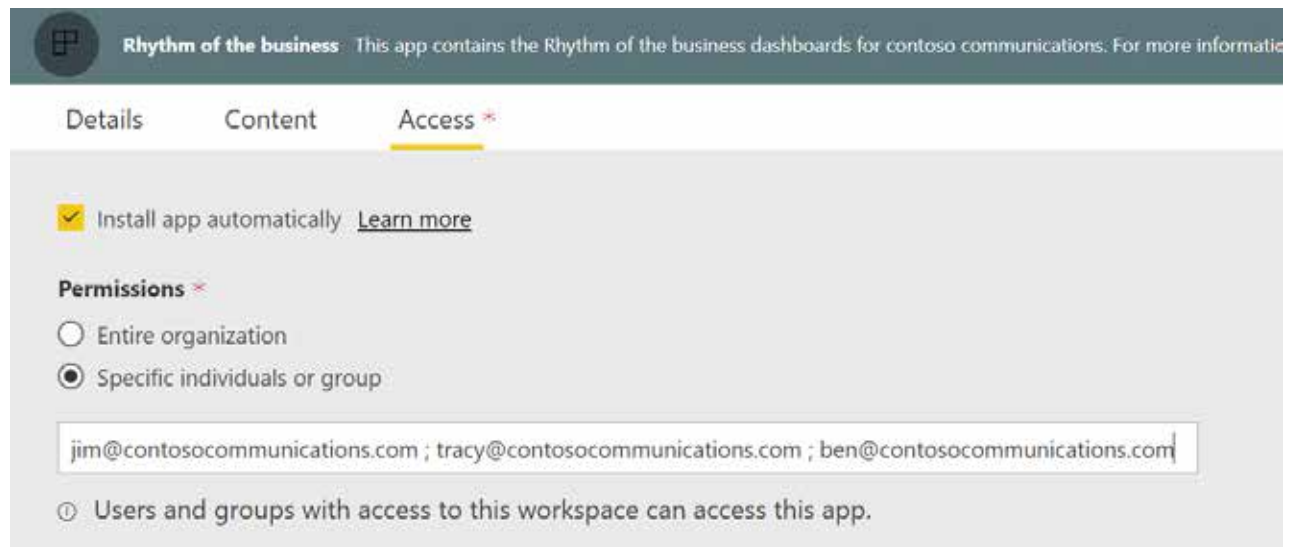 Rhythm of the business This app contains the Rhythm of the business dashboards for contoso communications. For more
Details Content Access *
Install app automatically Learn more
Permissions *
Entire organization
Specific individuals or group
jim@contosocommunications.com ; tracy@contosocommunications.com ; ben@contosocommunications.com
Users and groups with access to this workspace can access this app.